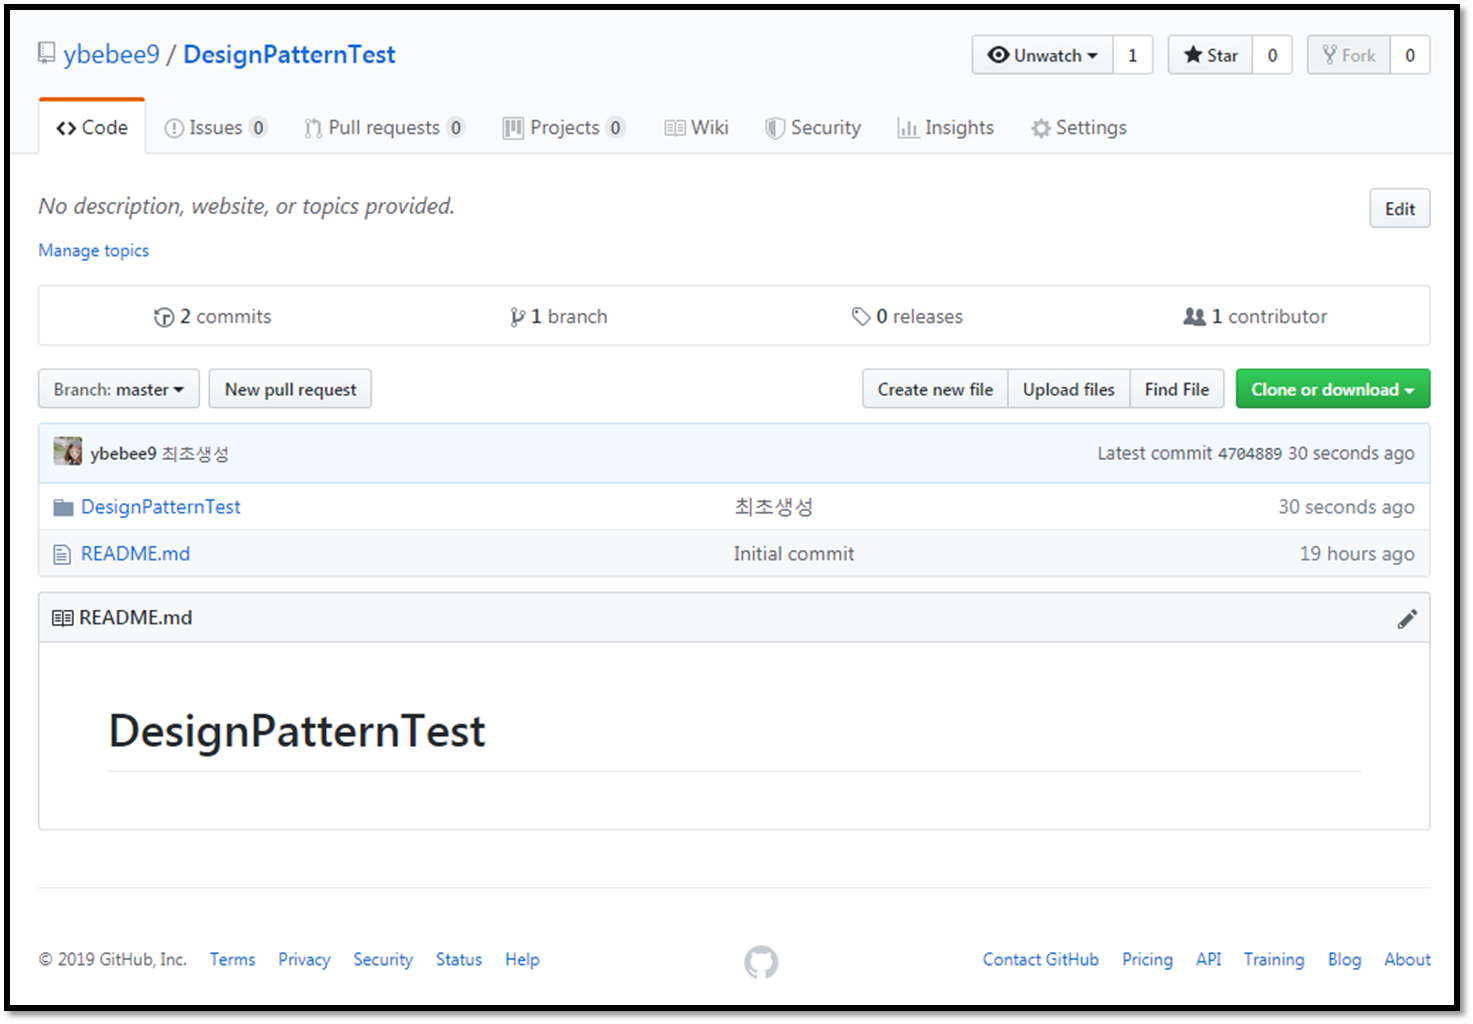 ybebee9 / DesignPatternTest
Unwatch 1 Star 0 Fork 0
Code Issues 0 Pull requests 0 Projects 0 Wiki Security Insights Settings
No description, website, or topics provided.
Edit
Manage topics
2 commits 1 branch 0 releases 1 contributor
Branch: master New pull request Create new file Upload files Find File Clone or download
ybebee9 최초생성 Latest commit 4704889 30 seconds ago
DesignPatternTest 최초생성 30 seconds ago
README.md Initial commit 19 hours ago
README.md
DesignPatternTest
© 2019 GitHub, Inc. Terms Privacy Security Status Help Contact GitHub Pricing API Training Blog About